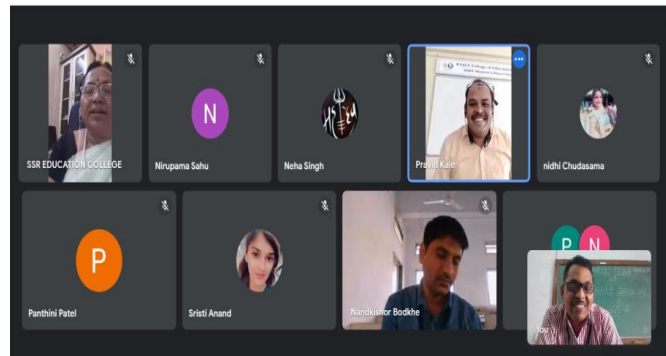 SSR EDUCATION COLLEGE
N
Nirupama Sahu
Neha Singh
Pravin Kale
nidhi Chudasama
P
Panthini Patel
Sristi Anand
Nandkishor Bodkhe
P N
You